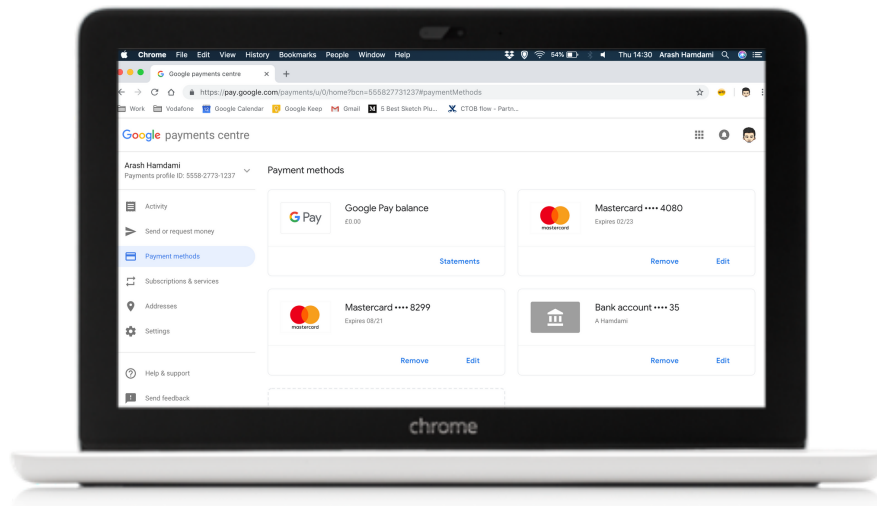 Chrome File Edit View History Bookmarks People Window Help 54% Thu 14:30 Arash Hamdami
Google payments centre × +
https://pay.google.com/payments/u/0/home?bcn=555827731237#paymentMethods
Work Vodafone Google Calendar Google Keep Gmail 5 Best Sketch Plu... CTOB flow - Partn...
Google payments centre
Arash Hamdami
Payments profile ID: 5558-2773-1237
Payment methods
Activity
Send or request money
Payment methods
Subscriptions & services
Addresses
Settings
Help & support
Send feedback
G Pay
Google Pay balance
£0.00
Statements
mastercard
Mastercard •••• 4080
Expires 02/23
Remove Edit
mastercard
Mastercard •••• 8299
Expires 08/21
Remove Edit
Bank account •••• 35
A Hamdami
Remove Edit
chrome